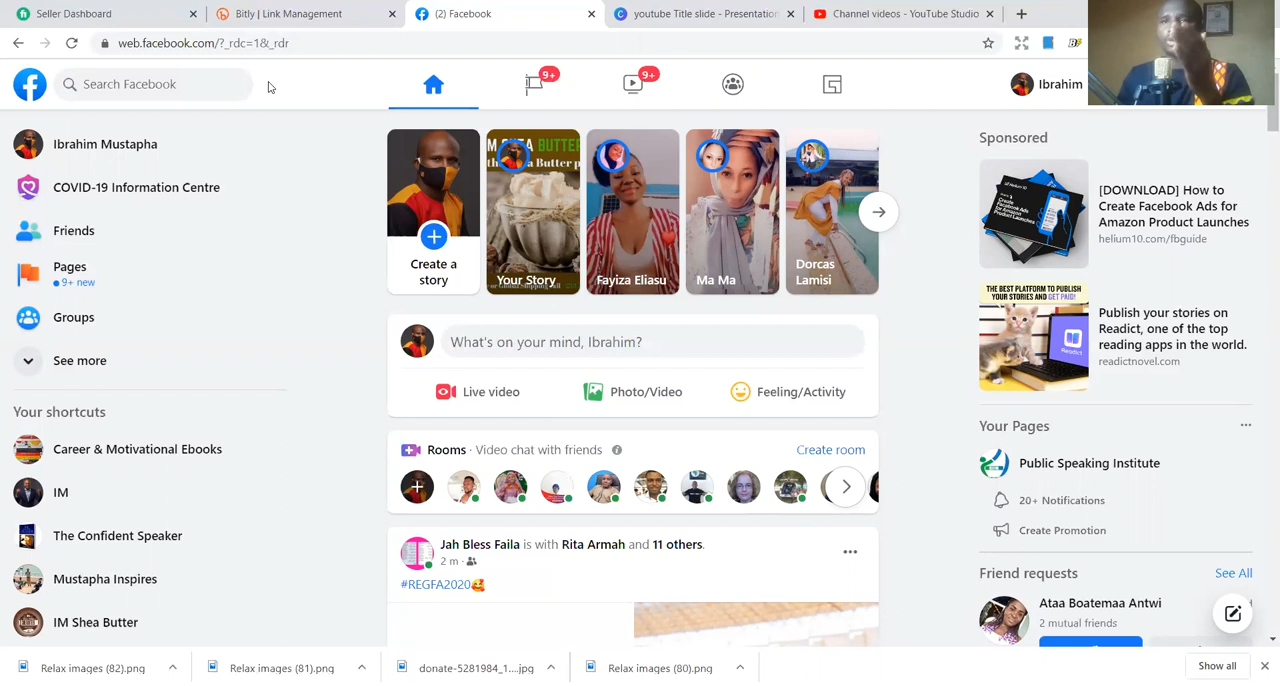 Seller Dashboard
Bitly | Link Management
(2) Facebook
youtube Title slide - Presentation
Channel videos - YouTube Studio
web.facebook.com/?_rdc=1&_rdr
Search Facebook
9+
9+
Ibrahim
Ibrahim Mustapha
COVID-19 Information Centre
Friends
Pages
9+ new
Groups
See more
Your shortcuts
Career & Motivational Ebooks
IM
The Confident Speaker
Mustapha Inspires
IM Shea Butter
Create a
story
Your Story
Fayiza Eliasu
Ma Ma
Dorcas
Lamisi
What's on your mind, Ibrahim?
Live video
Photo/Video
Feeling/Activity
Rooms · Video chat with friends
Create room
Jah Bless Faila is with Rita Armah and 11 others.
2 m ·
#REGFA2020
Sponsored
[DOWNLOAD] How to
Create Facebook Ads for
Amazon Product Launches
helium10.com/fbguide
THE BEST PLATFORM TO PUBLISH
YOUR STORIES AND GET PAID!
Readict
Publish your stories on
Readict, one of the top
reading apps in the world.
readictnovel.com
Your Pages
Public Speaking Institute
20+ Notifications
Create Promotion
Friend requests
See All
Ataa Boatemaa Antwi
2 mutual friends
Relax images (82).png
Relax images (81).png
donate-5281984_1....jpg
Relax images (80).png
Show all